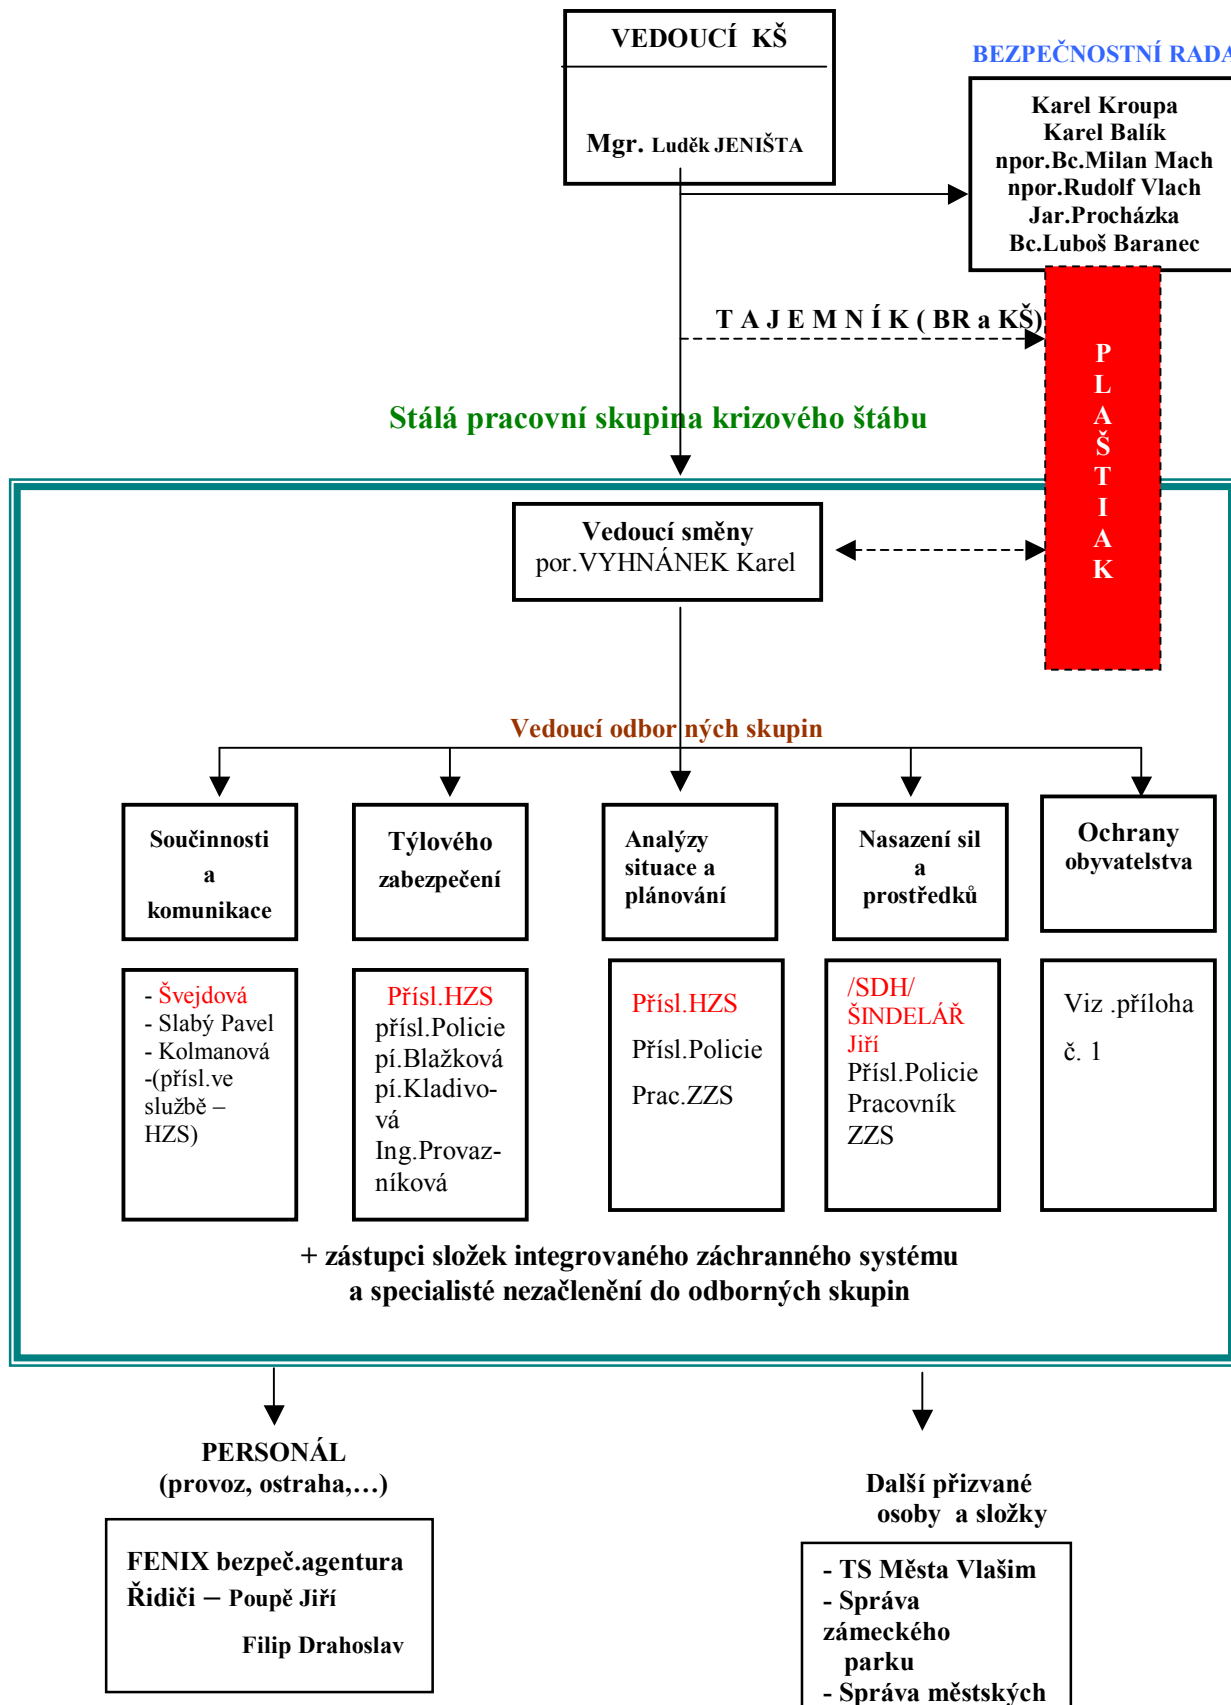 VEDOUCÍ KŠ
Mgr. Luděk JENIŠTA
BEZPEČNOSTNÍ RADA
Karel Kroupa
Karel Balík
npor.Bc.Milan Mach
npor.Rudolf Vlach
Jar.Procházka
Bc.Luboš Baranec
T A J E M N Í K ( BR a KŠ)
P
L
A
Š
T
I
A
K
Stálá pracovní skupina krizového štábu
Vedoucí směny
por.VYHNÁNEK Karel
Vedoucí odbor ných skupin
Součinnosti
a
komunikace
Týlového
zabezpečení
Analýzy
situace a
plánování
Nasazení sil
a
prostředků
Ochrany
obyvatelstva
- Švejdová
- Slabý Pavel
- Kolmanová
-(přísl.ve
službě –
HZS)
Přísl.HZS
přísl.Policie
pí.Blažková
pí.Kladivo-
vá
Ing.Provaz-
níková
Přísl.HZS
Přísl.Policie
Prac.ZZS
/SDH/
ŠINDELÁŘ
Jiří
Přísl.Policie
Pracovník
ZZS
Viz .příloha
č. 1
+ zástupci složek integrovaného záchranného systému
a specialisté nezačlenění do odborných skupin
PERSONÁL
(provoz, ostraha,…)
FENIX bezpeč.agentura
Řidiči – Poupě Jiří
Filip Drahoslav
Další přizvané
osoby a složky
- TS Města Vlašim
- Správa
zámeckého
parku
- Správa městských